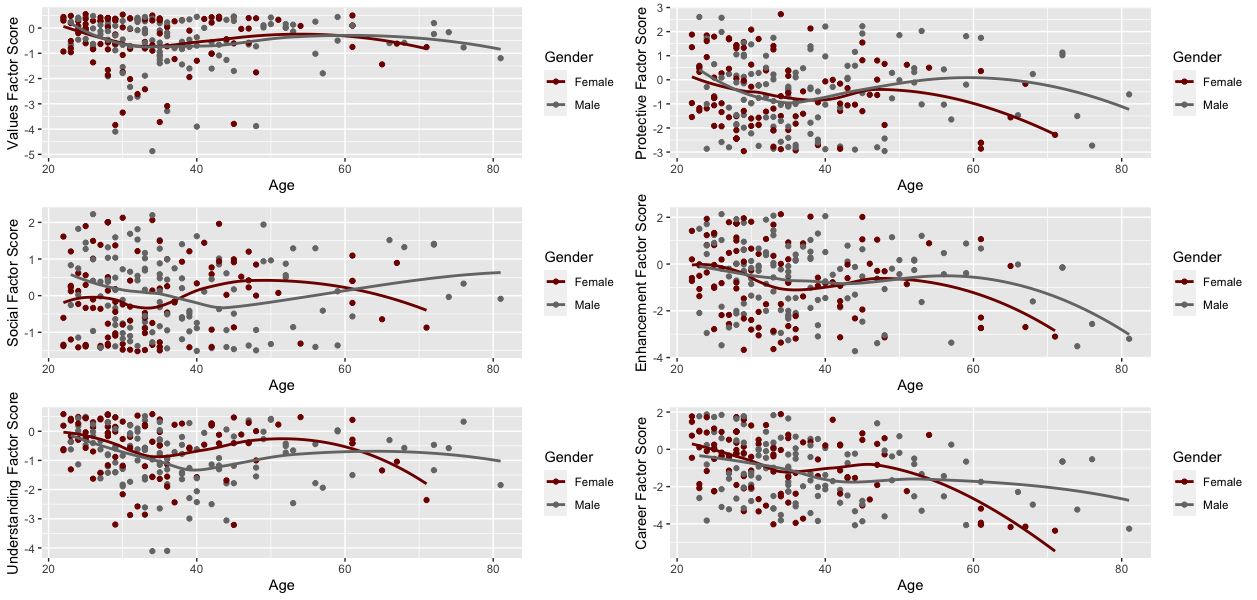 Values Factor Score
0
-1
-2
-3
-4
-5
20
40
60
80
Age
Gender
Female
Male
Protective Factor Score
3
2
1
0
-1
-2
-3
20
40
60
80
Age
Gender
Female
Male
Social Factor Score
2
1
0
-1
20
40
60
80
Age
Gender
Female
Male
Enhancement Factor Score
2
0
-2
-4
20
40
60
80
Age
Gender
Female
Male
Understanding Factor Score
0
-1
-2
-3
-4
20
40
60
80
Age
Gender
Female
Male
Career Factor Score
2
0
-2
-4
20
40
60
80
Age
Gender
Female
Male